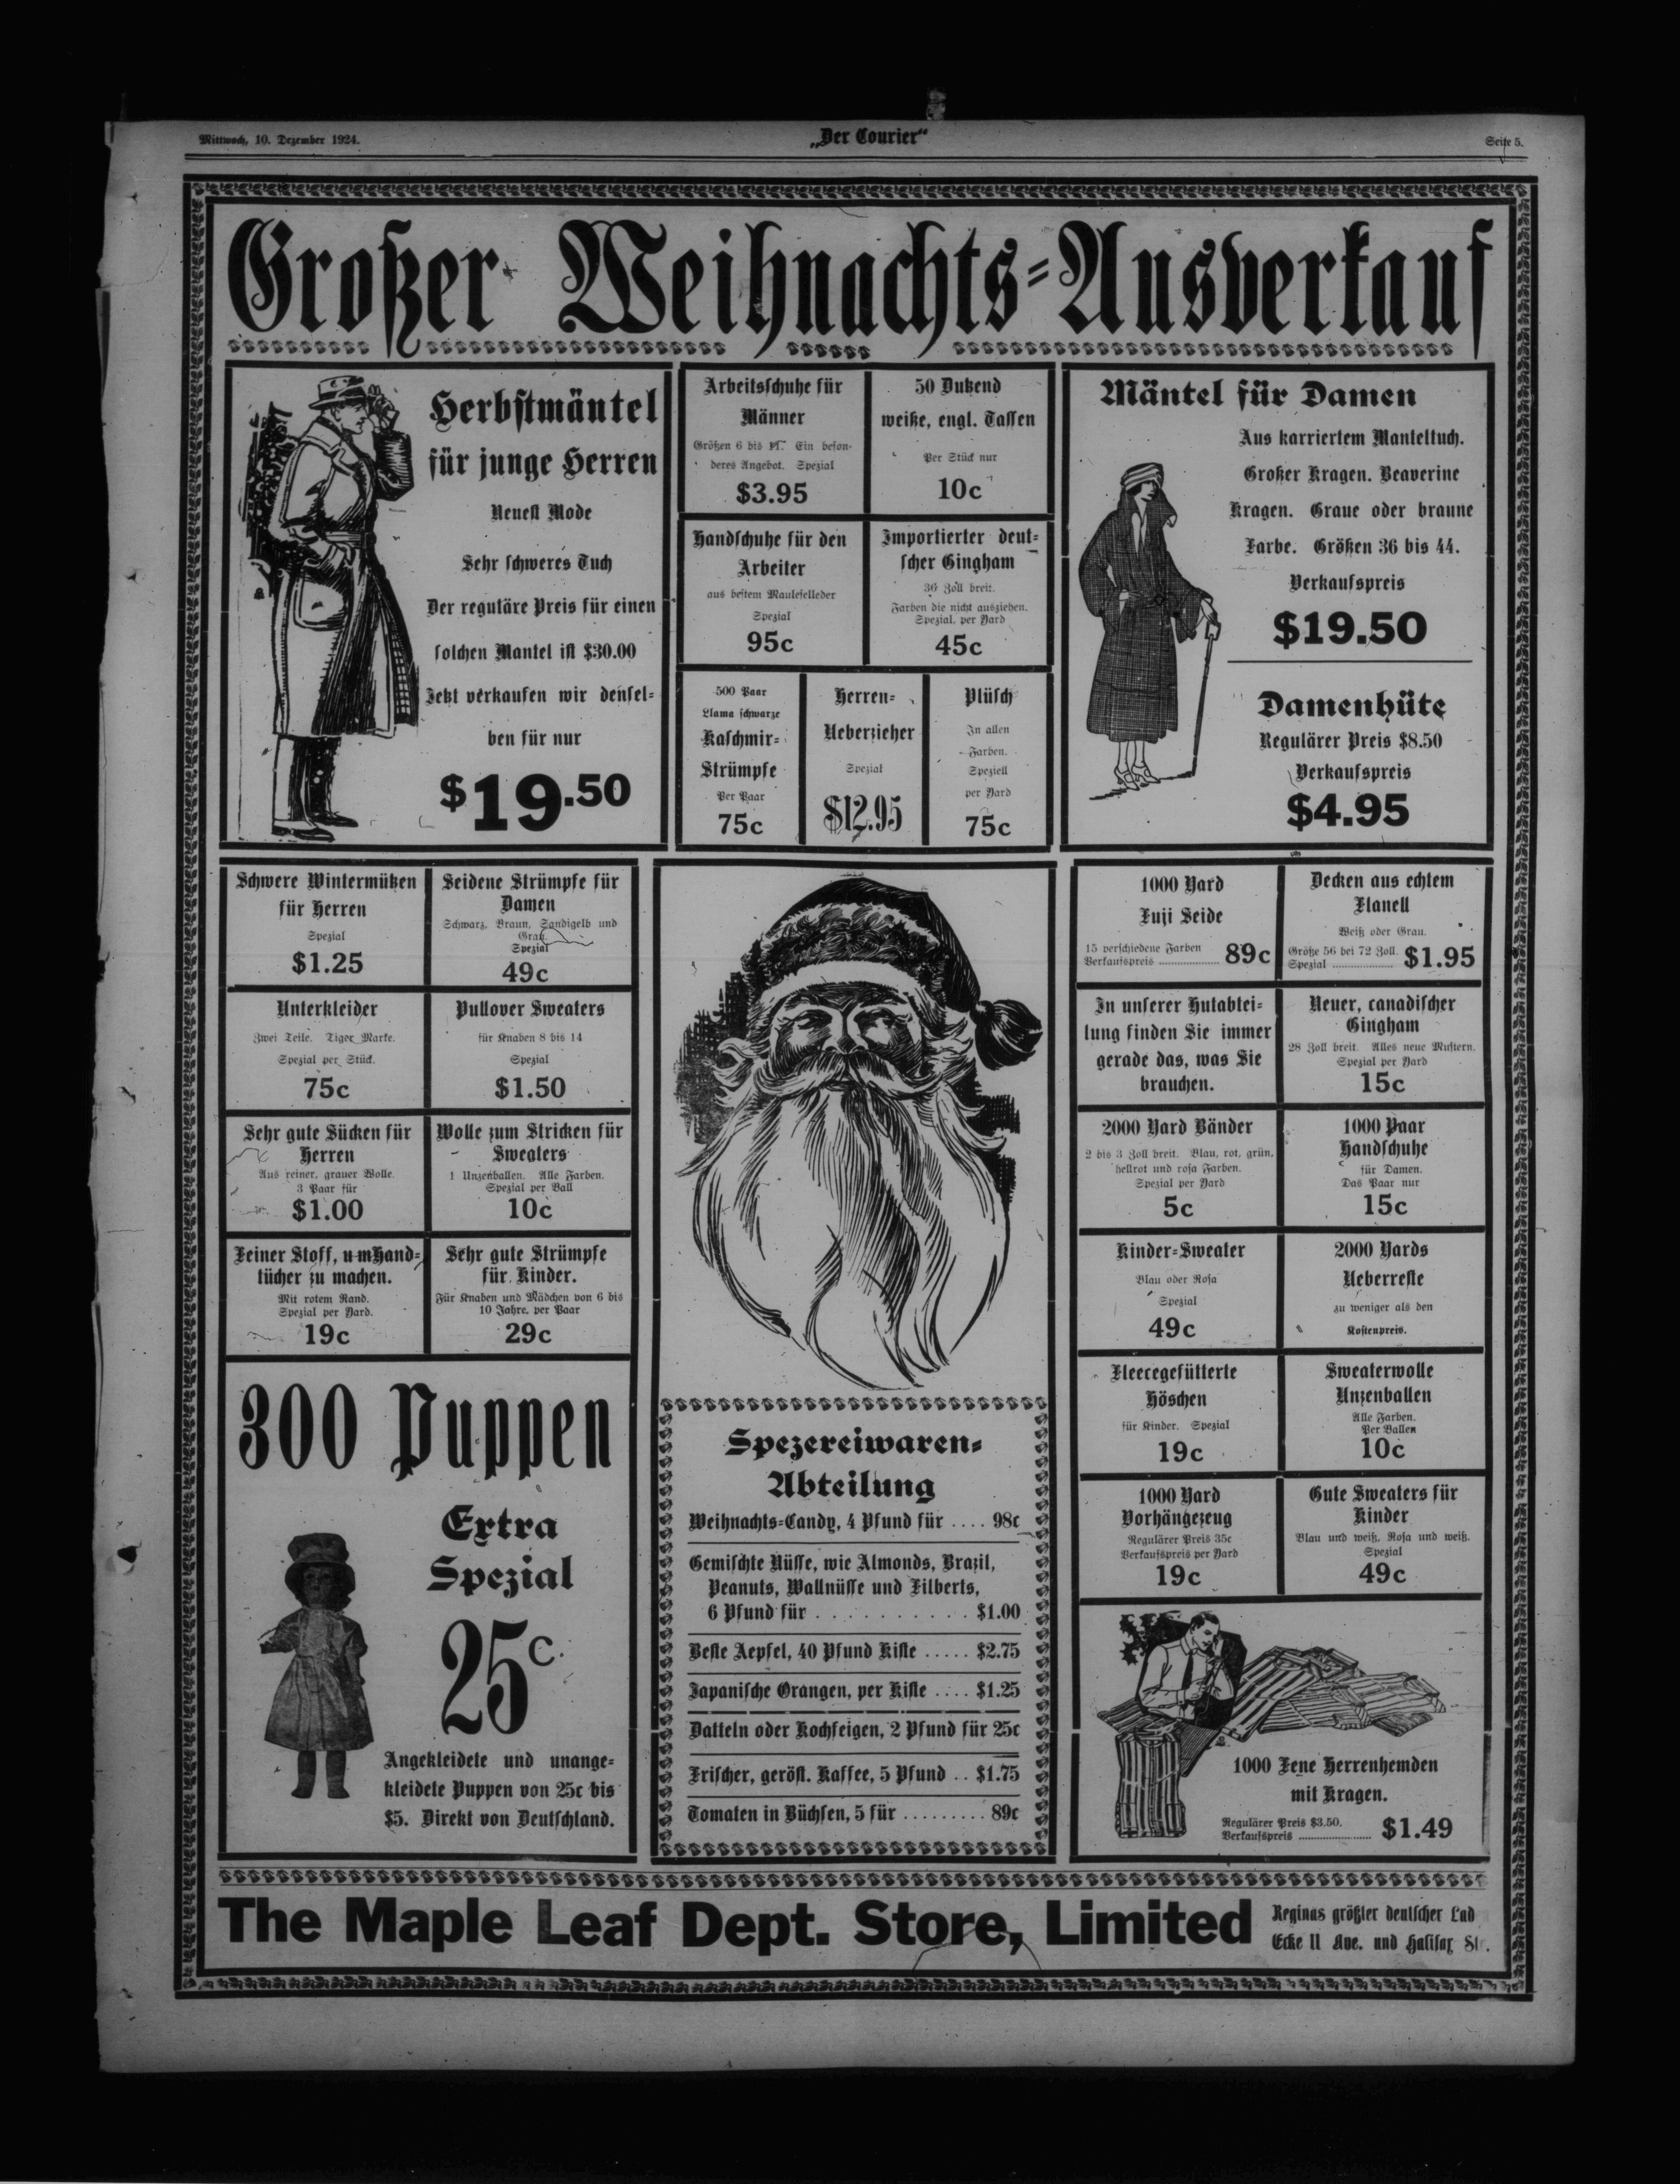 Mittwoch, 10. Dezember 1924.
„Der Courier“
Seite 5.
Großer Weihnachts-Ausverkauf
Herbstmäntel
für junge Herren
Neuest Mode
Sehr schweres Tuch
Der reguläre Preis für einen
solchen Mantel ist $30.00
Jetzt verkaufen wir densel-
ben für nur
$19.50
Arbeitsschuhe für
Männer
Größen 6 bis 11. Ein beson-
deres Angebot. Spezial
$3.95
50 Dutzend
weiße, engl. Tassen
Per Stück nur
10c
Handschuhe für den
Arbeiter
aus bestem Mauleselleder
Spezial
95c
Importierter deut-
scher Gingham
36 Zoll breit.
Farben die nicht ausziehen.
Spezial, per Yard
45c
500 Paar
Llama schwarze
Kaschmir-
Strümpfe
Per Paar
75c
Herren-
Ueberzieher
Spezial
$12.95
Plüsch
In allen
Farben.
Speziell
per Yard
75c
Mäntel für Damen
Aus karriertem Manteltuch.
Großer Kragen. Beaverine
Kragen. Graue oder braune
Farbe. Größen 36 bis 44.
Verkaufspreis
$19.50
Damenhüte
Regulärer Preis $8.50
Verkaufspreis
$4.95
Schwere Wintermützen
für Herren
Spezial
$1.25
Seidene Strümpfe für
Damen
Schwarz, Braun, Sandigelb und
Grau.
Spezial
49c
Unterkleider
Zwei Teile. Tiger Marke.
Spezial per Stück.
75c
Pullover Sweaters
für Knaben 8 bis 14
Spezial
$1.50
Sehr gute Sücken für
Herren
Aus reiner, grauer Wolle.
3 Paar für
$1.00
Wolle zum Stricken für
Sweaters
1 Unzenballen. Alle Farben.
Spezial per Ball
10c
Feiner Stoff, u m Hand-
tücher zu machen.
Mit rotem Rand.
Spezial per Yard.
19c
Sehr gute Strümpfe
für Kinder.
Für Knaben und Mädchen von 6 bis
10 Jahre, per Paar
29c
300 Puppen
Extra
Spezial
25c.
Angekleidete und unange-
kleidete Puppen von 25c bis
$5. Direkt von Deutschland.
Spezereiwaren-
Abteilung
Weihnachts-Candy, 4 Pfund für .... 98c
Gemischte Nüsse, wie Almonds, Brazil,
Peanuts, Wallnüsse und Filberts,
6 Pfund für . . . . . . . . . . $1.00
Beste Aepfel, 40 Pfund Kiste ..... $2.75
Japanische Orangen, per Kiste .... $1.25
Datteln oder Kochfeigen, 2 Pfund für 25c
Frischer, geröst. Kaffee, 5 Pfund .. $1.75
Tomaten in Büchsen, 5 für ......... 89c
1000 Yard
Fuji Seide
15 verschiedene Farben
Verkaufspreis ........ 89c
Decken aus echtem
Flanell
Weiß oder Grau.
Größe 56 bei 72 Zoll.
Spezial ........ $1.95
In unserer Hutabtei-
lung finden Sie immer
gerade das, was Sie
brauchen.
Neuer, canadischer
Gingham
28 Zoll breit. Alles neue Mustern.
Spezial per Yard
15c
2000 Yard Bänder
2 bis 3 Zoll breit. Blau, rot, grün,
hellrot und rosa Farben.
Spezial per Yard
5c
1000 Paar
Handschuhe
für Damen.
Das Paar nur
15c
Kinder-Sweater
Blau oder Rosa
Spezial
49c
2000 Yards
Ueberreste
zu weniger als den
Kostenpreis.
Fleecegefütterte
Höschen
für Kinder. Spezial
19c
Sweaterwolle
Unzenballen
Alle Farben.
Per Ballen
10c
1000 Yard
Vorhängezeug
Regulärer Preis 35c
Verkaufspreis per Yard
19c
Gute Sweaters für
Kinder
Blau und weiß, Rosa und weiß.
Spezial
49c
1000 Fene Herrenhemden
mit Kragen.
Regulärer Preis $3.50.
Verkaufspreis ........ $1.49
The Maple Leaf Dept. Store, Limited
Reginas größter deutscher Lad
Ecke 11 Ave. und Halifax Str.